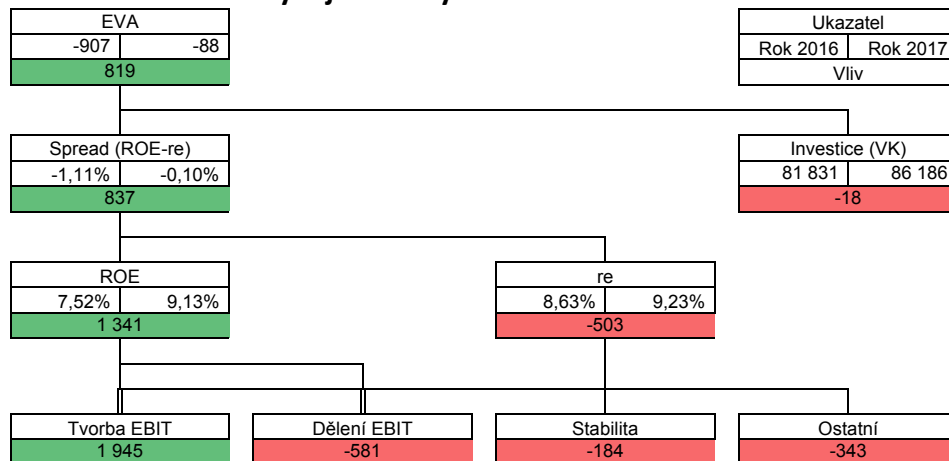 EVA
-907 -88
819
Ukazatel
Rok 2016 Rok 2017
Vliv
Spread (ROE-re)
-1,11% -0,10%
837
Investice (VK)
81 831 86 186
-18
ROE
7,52% 9,13%
1 341
re
8,63% 9,23%
-503
Tvorba EBIT
1 945
Dělení EBIT
-581
Stabilita
-184
Ostatní
-343